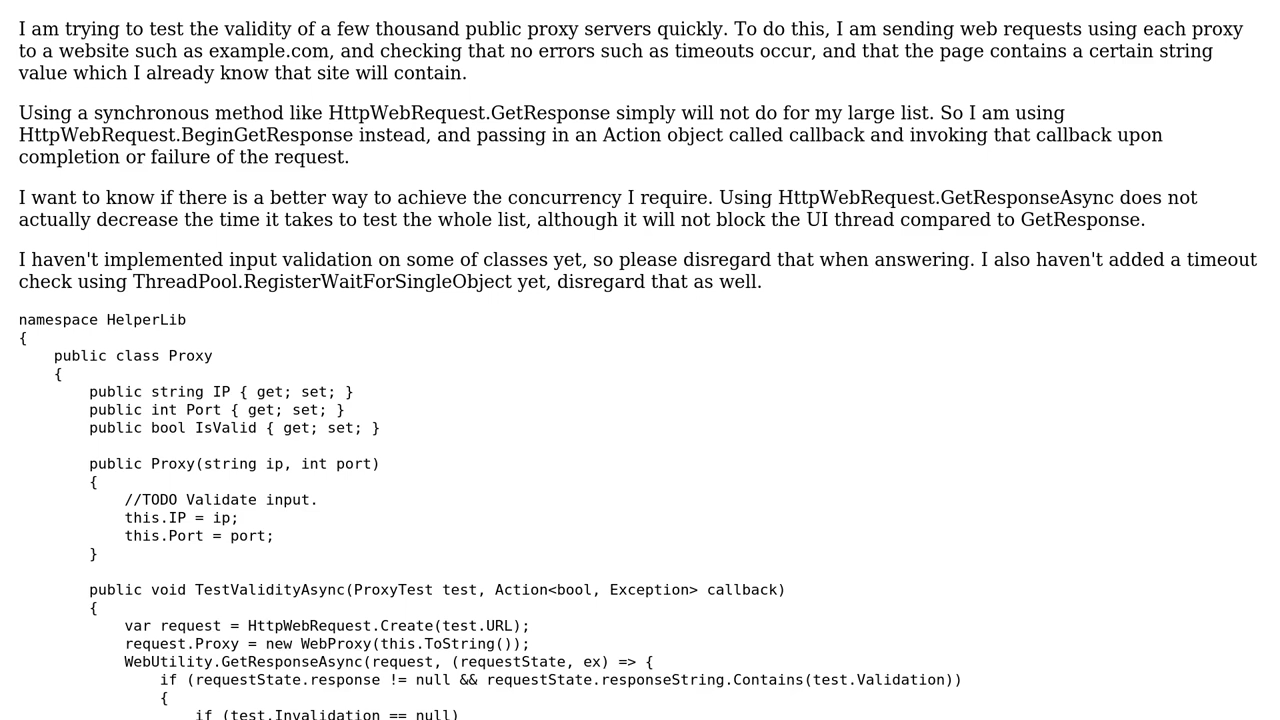 I am trying to test the validity of a few thousand public proxy servers quickly. To do this, I am sending web requests using each proxy
to a website such as example.com, and checking that no errors such as timeouts occur, and that the page contains a certain string
value which I already know that site will contain.
Using a synchronous method like HttpWebRequest.GetResponse simply will not do for my large list. So I am using
HttpWebRequest.BeginGetResponse instead, and passing in an Action object called callback and invoking that callback upon
completion or failure of the request.
I want to know if there is a better way to achieve the concurrency I require. Using HttpWebRequest.GetResponseAsync does not
actually decrease the time it takes to test the whole list, although it will not block the UI thread compared to GetResponse.
I haven't implemented input validation on some of classes yet, so please disregard that when answering. I also haven't added a timeout
check using ThreadPool.RegisterWaitForSingleObject yet, disregard that as well.
namespace HelperLib
{
    public class Proxy
    {
        public string IP { get; set; }
        public int Port { get; set; }
        public bool IsValid { get; set; }
        public Proxy(string ip, int port)
        {
            //TODO Validate input.
            this.IP = ip;
            this.Port = port;
        }
        public void TestValidityAsync(ProxyTest test, Action<bool, Exception> callback)
        {
            var request = HttpWebRequest.Create(test.URL);
            request.Proxy = new WebProxy(this.ToString());
            WebUtility.GetResponseAsync(request, (requestState, ex) => {
                if (requestState.response != null && requestState.responseString.Contains(test.Validation))
                {
                    if (test.Invalidation == null)